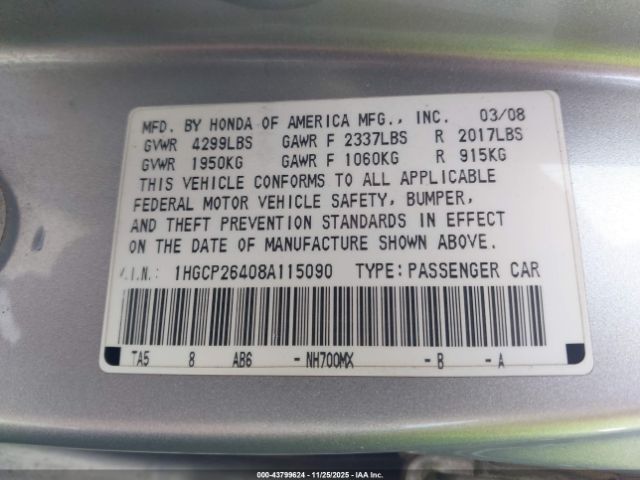 MFD. BY HONDA OF AMERICA MFG., INC. 03/08
GVWR 4299LBS GAWR F 2337LBS R 2017LBS
GVWR 1950KG GAWR F 1060KG R 915KG
THIS VEHICLE CONFORMS TO ALL APPLICABLE
FEDERAL MOTOR VEHICLE SAFETY, BUMPER,
AND THEFT PREVENTION STANDARDS IN EFFECT
ON THE DATE OF MANUFACTURE SHOWN ABOVE.
V.I.N.: 1HGCP26408A115090 TYPE: PASSENGER CAR
TA5 8 AB6 - NH700MX - B - A
000-43799624 - 11/25/2025 - IAA Inc.